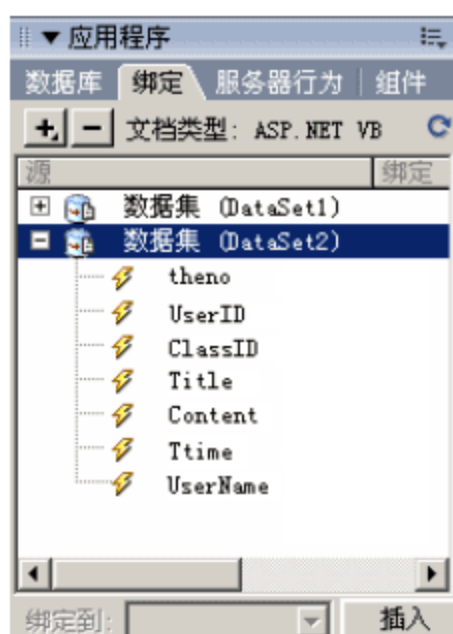 应用程序
数据库 绑定 服务器行为 组件
文档类型: ASP.NET VB
源 绑定
数据集 (DataSet1)
数据集 (DataSet2)
theno
UserID
ClassID
Title
Content
Ttime
UserName
绑定到: 插入